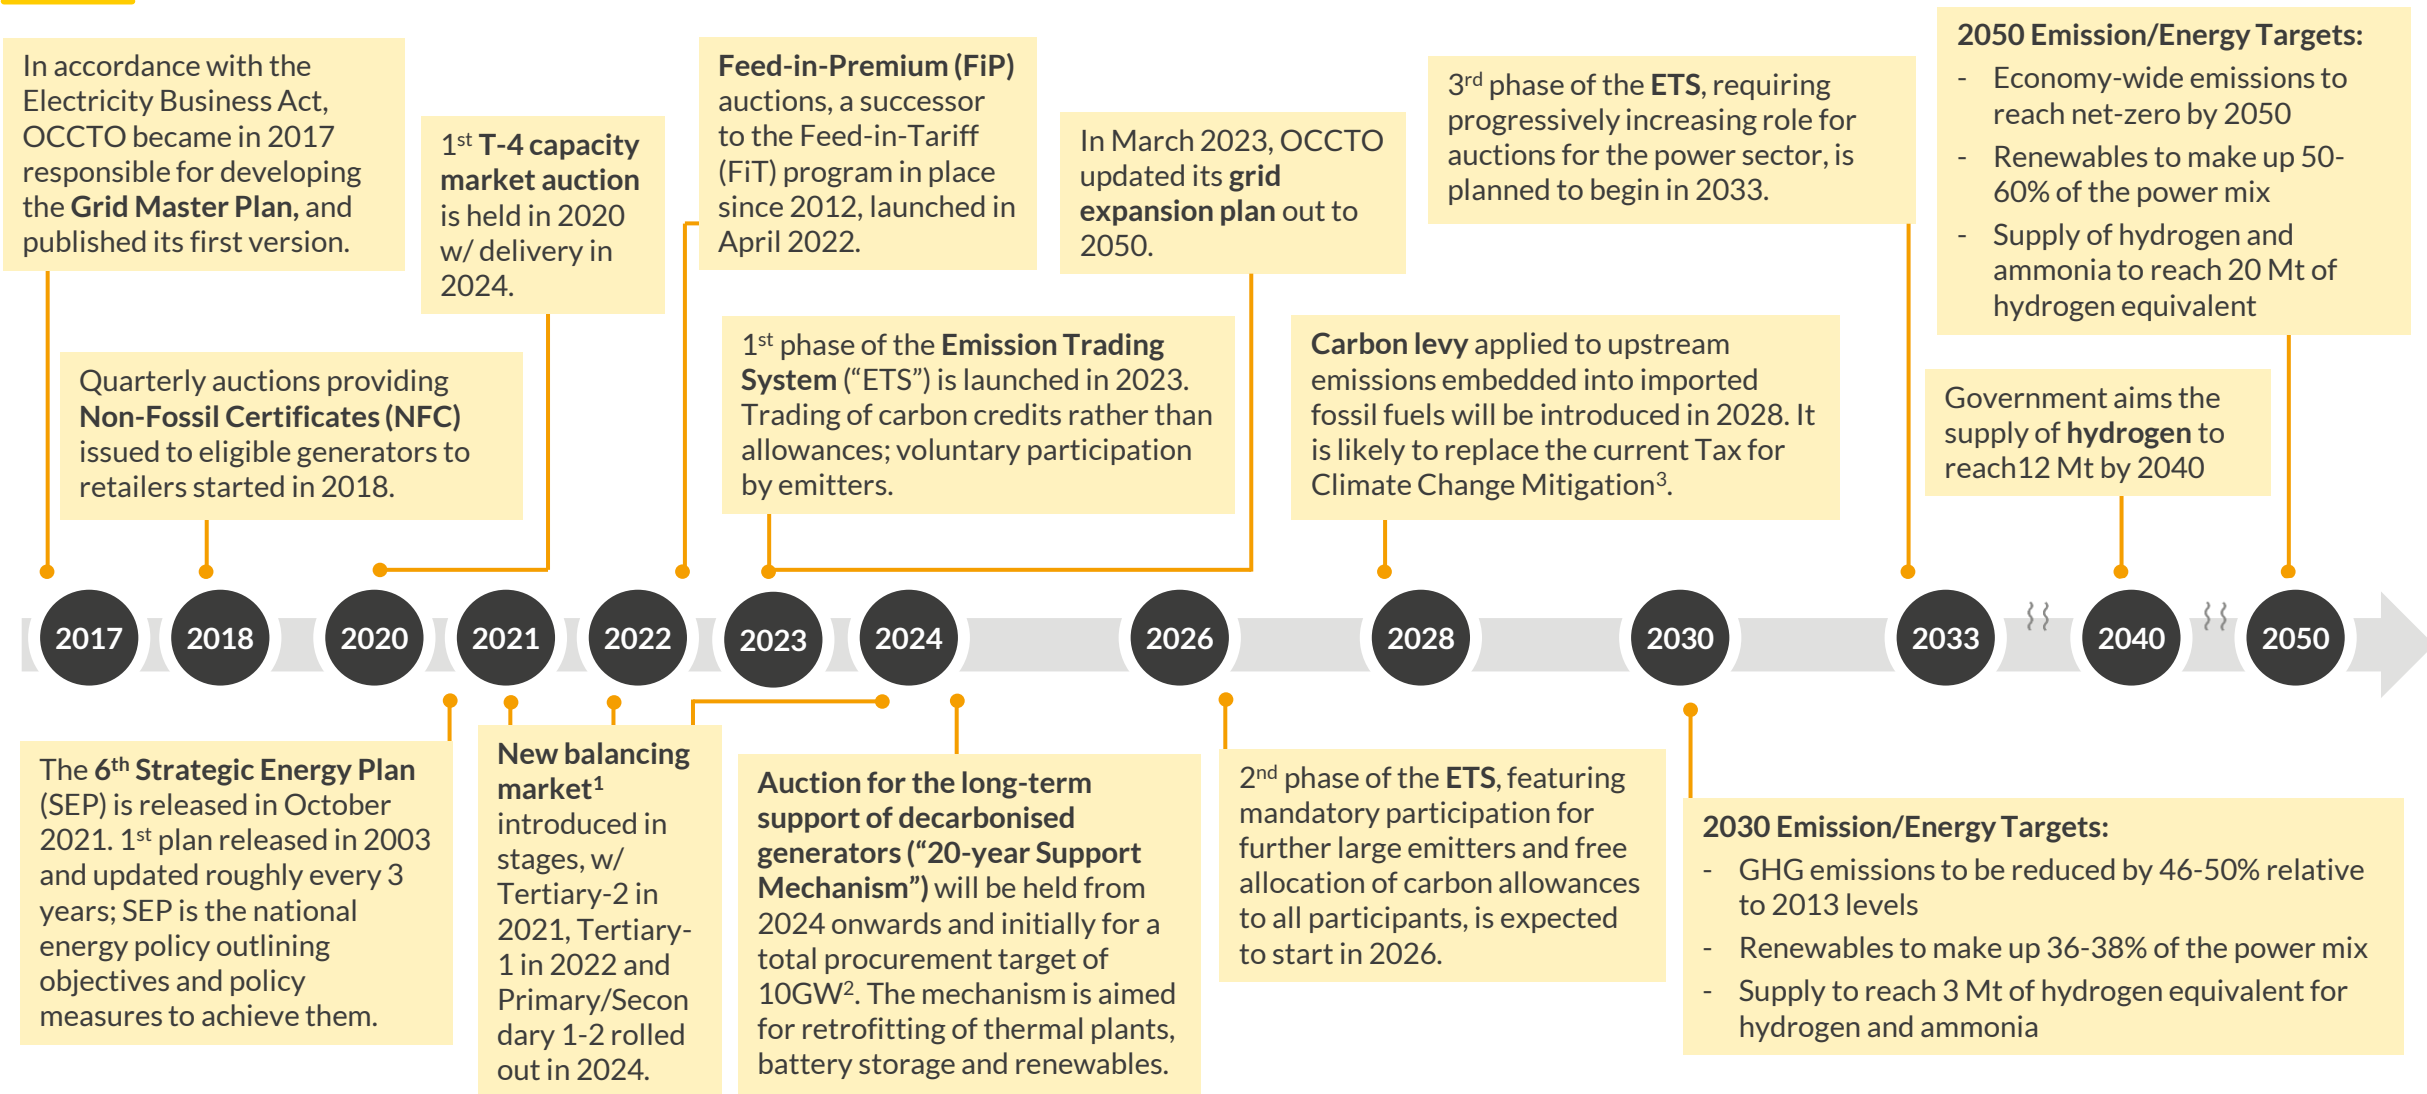 In accordance with the
Electricity Business Act,
OCCTO became in 2017
responsible for developing
the Grid Master Plan, and
published its first version.
Quarterly auctions providing
Non-Fossil Certificates (NFC)
issued to eligible generators to
retailers started in 2018.
1st T-4 capacity
market auction
is held in 2020
w/ delivery in
2024.
Feed-in-Premium (FiP)
auctions, a successor
to the Feed-in-Tariff
(FiT) program in place
since 2012, launched in
April 2022.
1st phase of the Emission Trading
System (“ETS”) is launched in 2023.
Trading of carbon credits rather than
allowances; voluntary participation
by emitters.
In March 2023, OCCTO
updated its grid
expansion plan out to
2050.
Carbon levy applied to upstream
emissions embedded into imported
fossil fuels will be introduced in 2028. It
is likely to replace the current Tax for
Climate Change Mitigation3.
3rd phase of the ETS, requiring
progressively increasing role for
auctions for the power sector, is
planned to begin in 2033.
Government aims the
supply of hydrogen to
reach12 Mt by 2040
2050 Emission/Energy Targets:
- Economy-wide emissions to
reach net-zero by 2050
- Renewables to make up 50-
60% of the power mix
- Supply of hydrogen and
ammonia to reach 20 Mt of
hydrogen equivalent
2017 2018 2020 2021 2022 2023 2024 2026 2028 2030 2033 2040 2050
The 6th Strategic Energy Plan
(SEP) is released in October
2021. 1st plan released in 2003
and updated roughly every 3
years; SEP is the national
energy policy outlining
objectives and policy
measures to achieve them.
New balancing
market1
introduced in
stages, w/
Tertiary-2 in
2021, Tertiary-
1 in 2022 and
Primary/Secon
dary 1-2 rolled
out in 2024.
Auction for the long-term
support of decarbonised
generators (“20-year Support
Mechanism”) will be held from
2024 onwards and initially for a
total procurement target of
10GW2. The mechanism is aimed
for retrofitting of thermal plants,
battery storage and renewables.
2nd phase of the ETS, featuring
mandatory participation for
further large emitters and free
allocation of carbon allowances
to all participants, is expected
to start in 2026.
2030 Emission/Energy Targets:
- GHG emissions to be reduced by 46-50% relative
to 2013 levels
- Renewables to make up 36-38% of the power mix
- Supply to reach 3 Mt of hydrogen equivalent for
hydrogen and ammonia